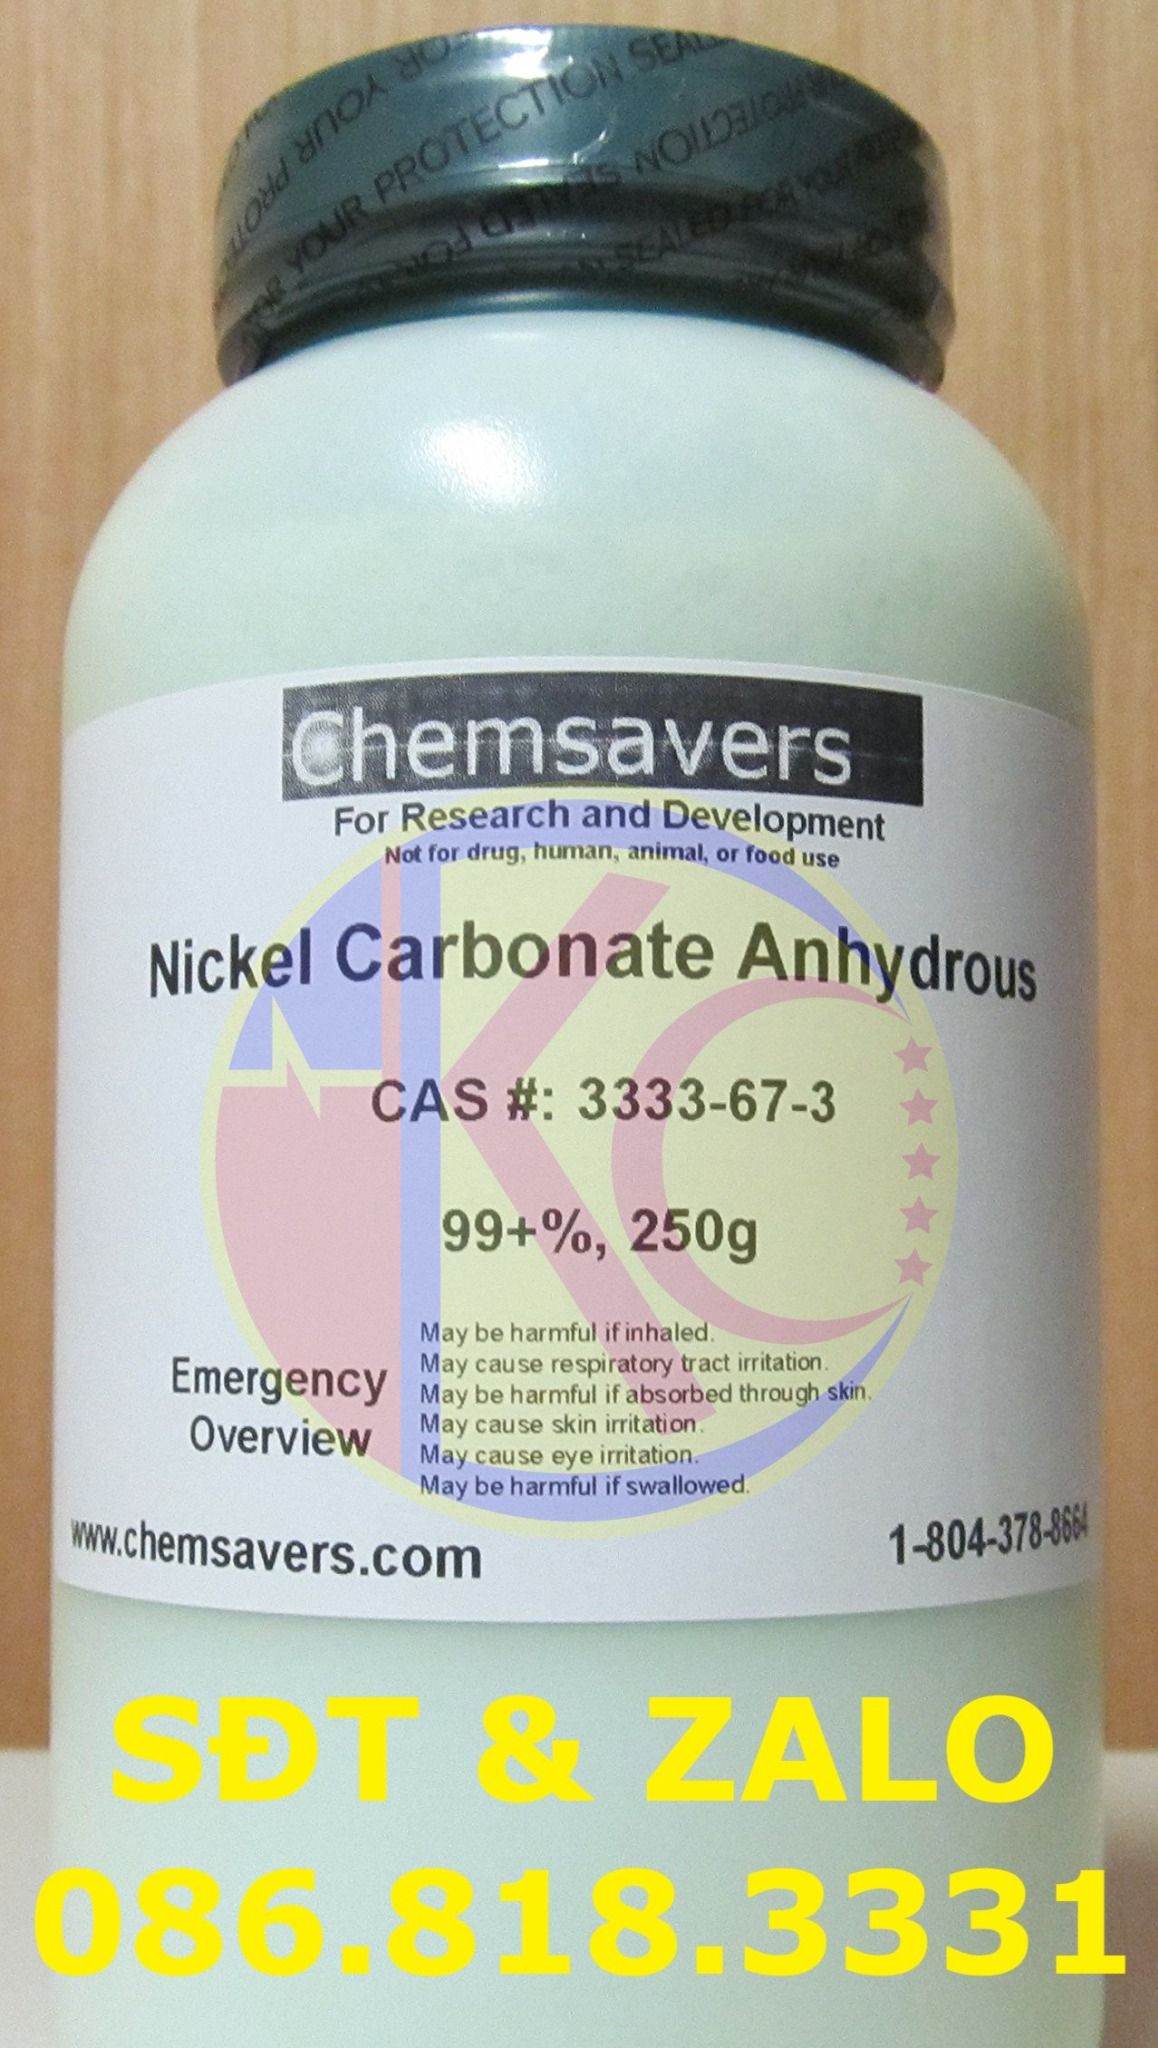 FOR YOUR
YOUR PROTECTION SEALED
SEALED FOR YOUR
Chemsavers
For Research and Development
Not for drug, human, animal, or food use
Nickel Carbonate Anhydrous
CAS #: 3333-67-3
99+%, 250g
Emergency
Overview
May be harmful if inhaled.
May cause respiratory tract irritation.
May be harmful if absorbed through skin.
May cause skin irritation.
May cause eye irritation.
May be harmful if swallowed.
www.chemsavers.com
1-804-378-8664
SĐT & ZALO
086.818.3331